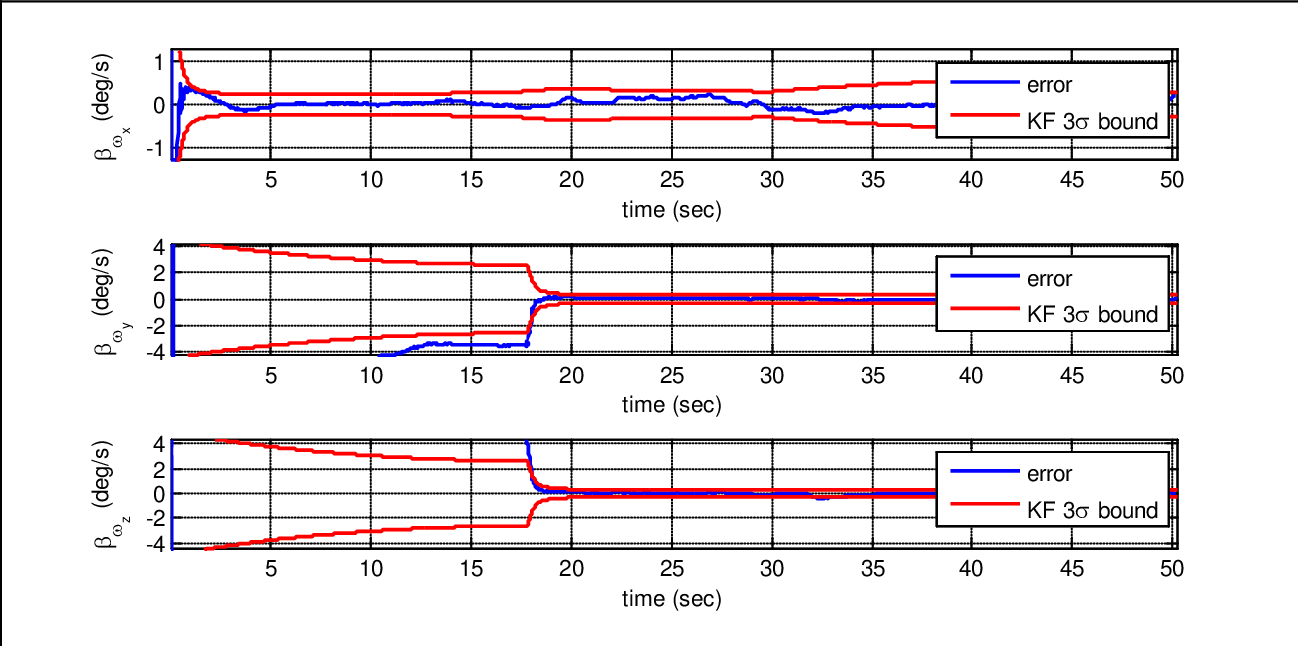 β_ω_x (deg/s)
1
0
-1
error
KF 3σ bound
5 10 15 20 25 30 35 40 45 50
time (sec)
β_ω_y (deg/s)
4
2
0
-2
-4
error
KF 3σ bound
5 10 15 20 25 30 35 40 45 50
time (sec)
β_ω_z (deg/s)
4
2
0
-2
-4
error
KF 3σ bound
5 10 15 20 25 30 35 40 45 50
time (sec)